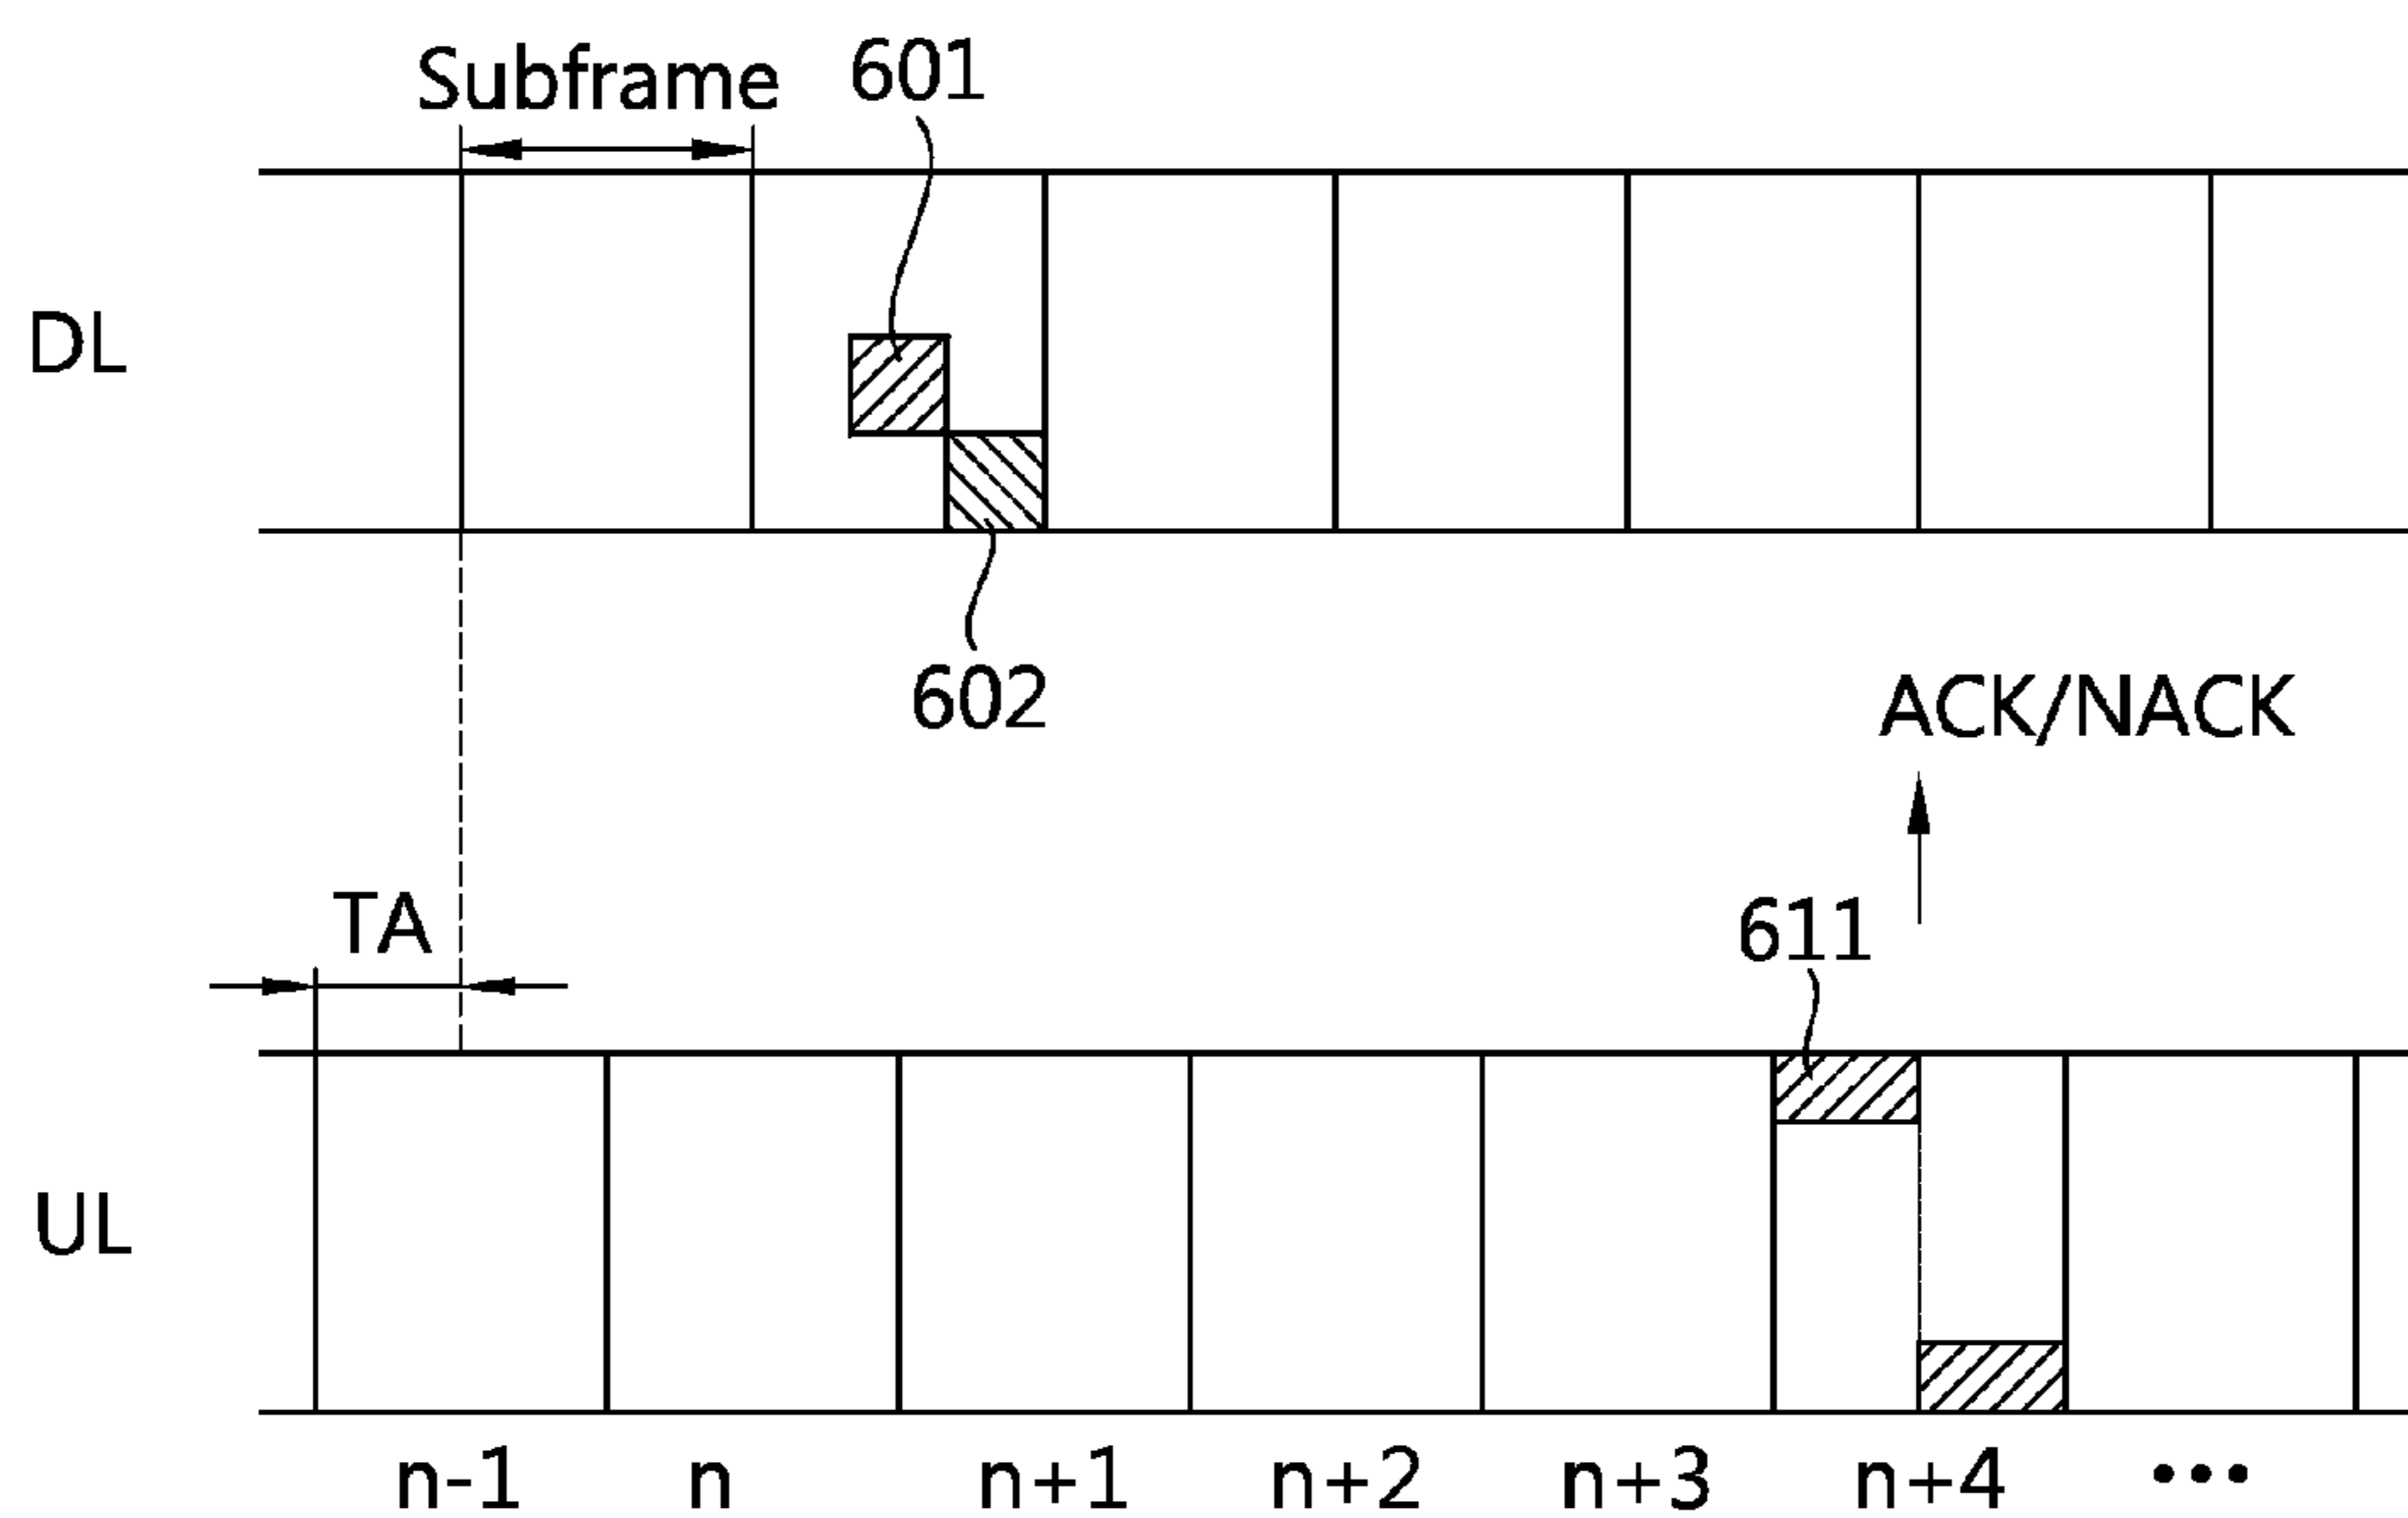 Subframe
601
DL
602
ACK/NACK
TA
611
UL
n-1 n n+1 n+2 n+3 n+4 •••